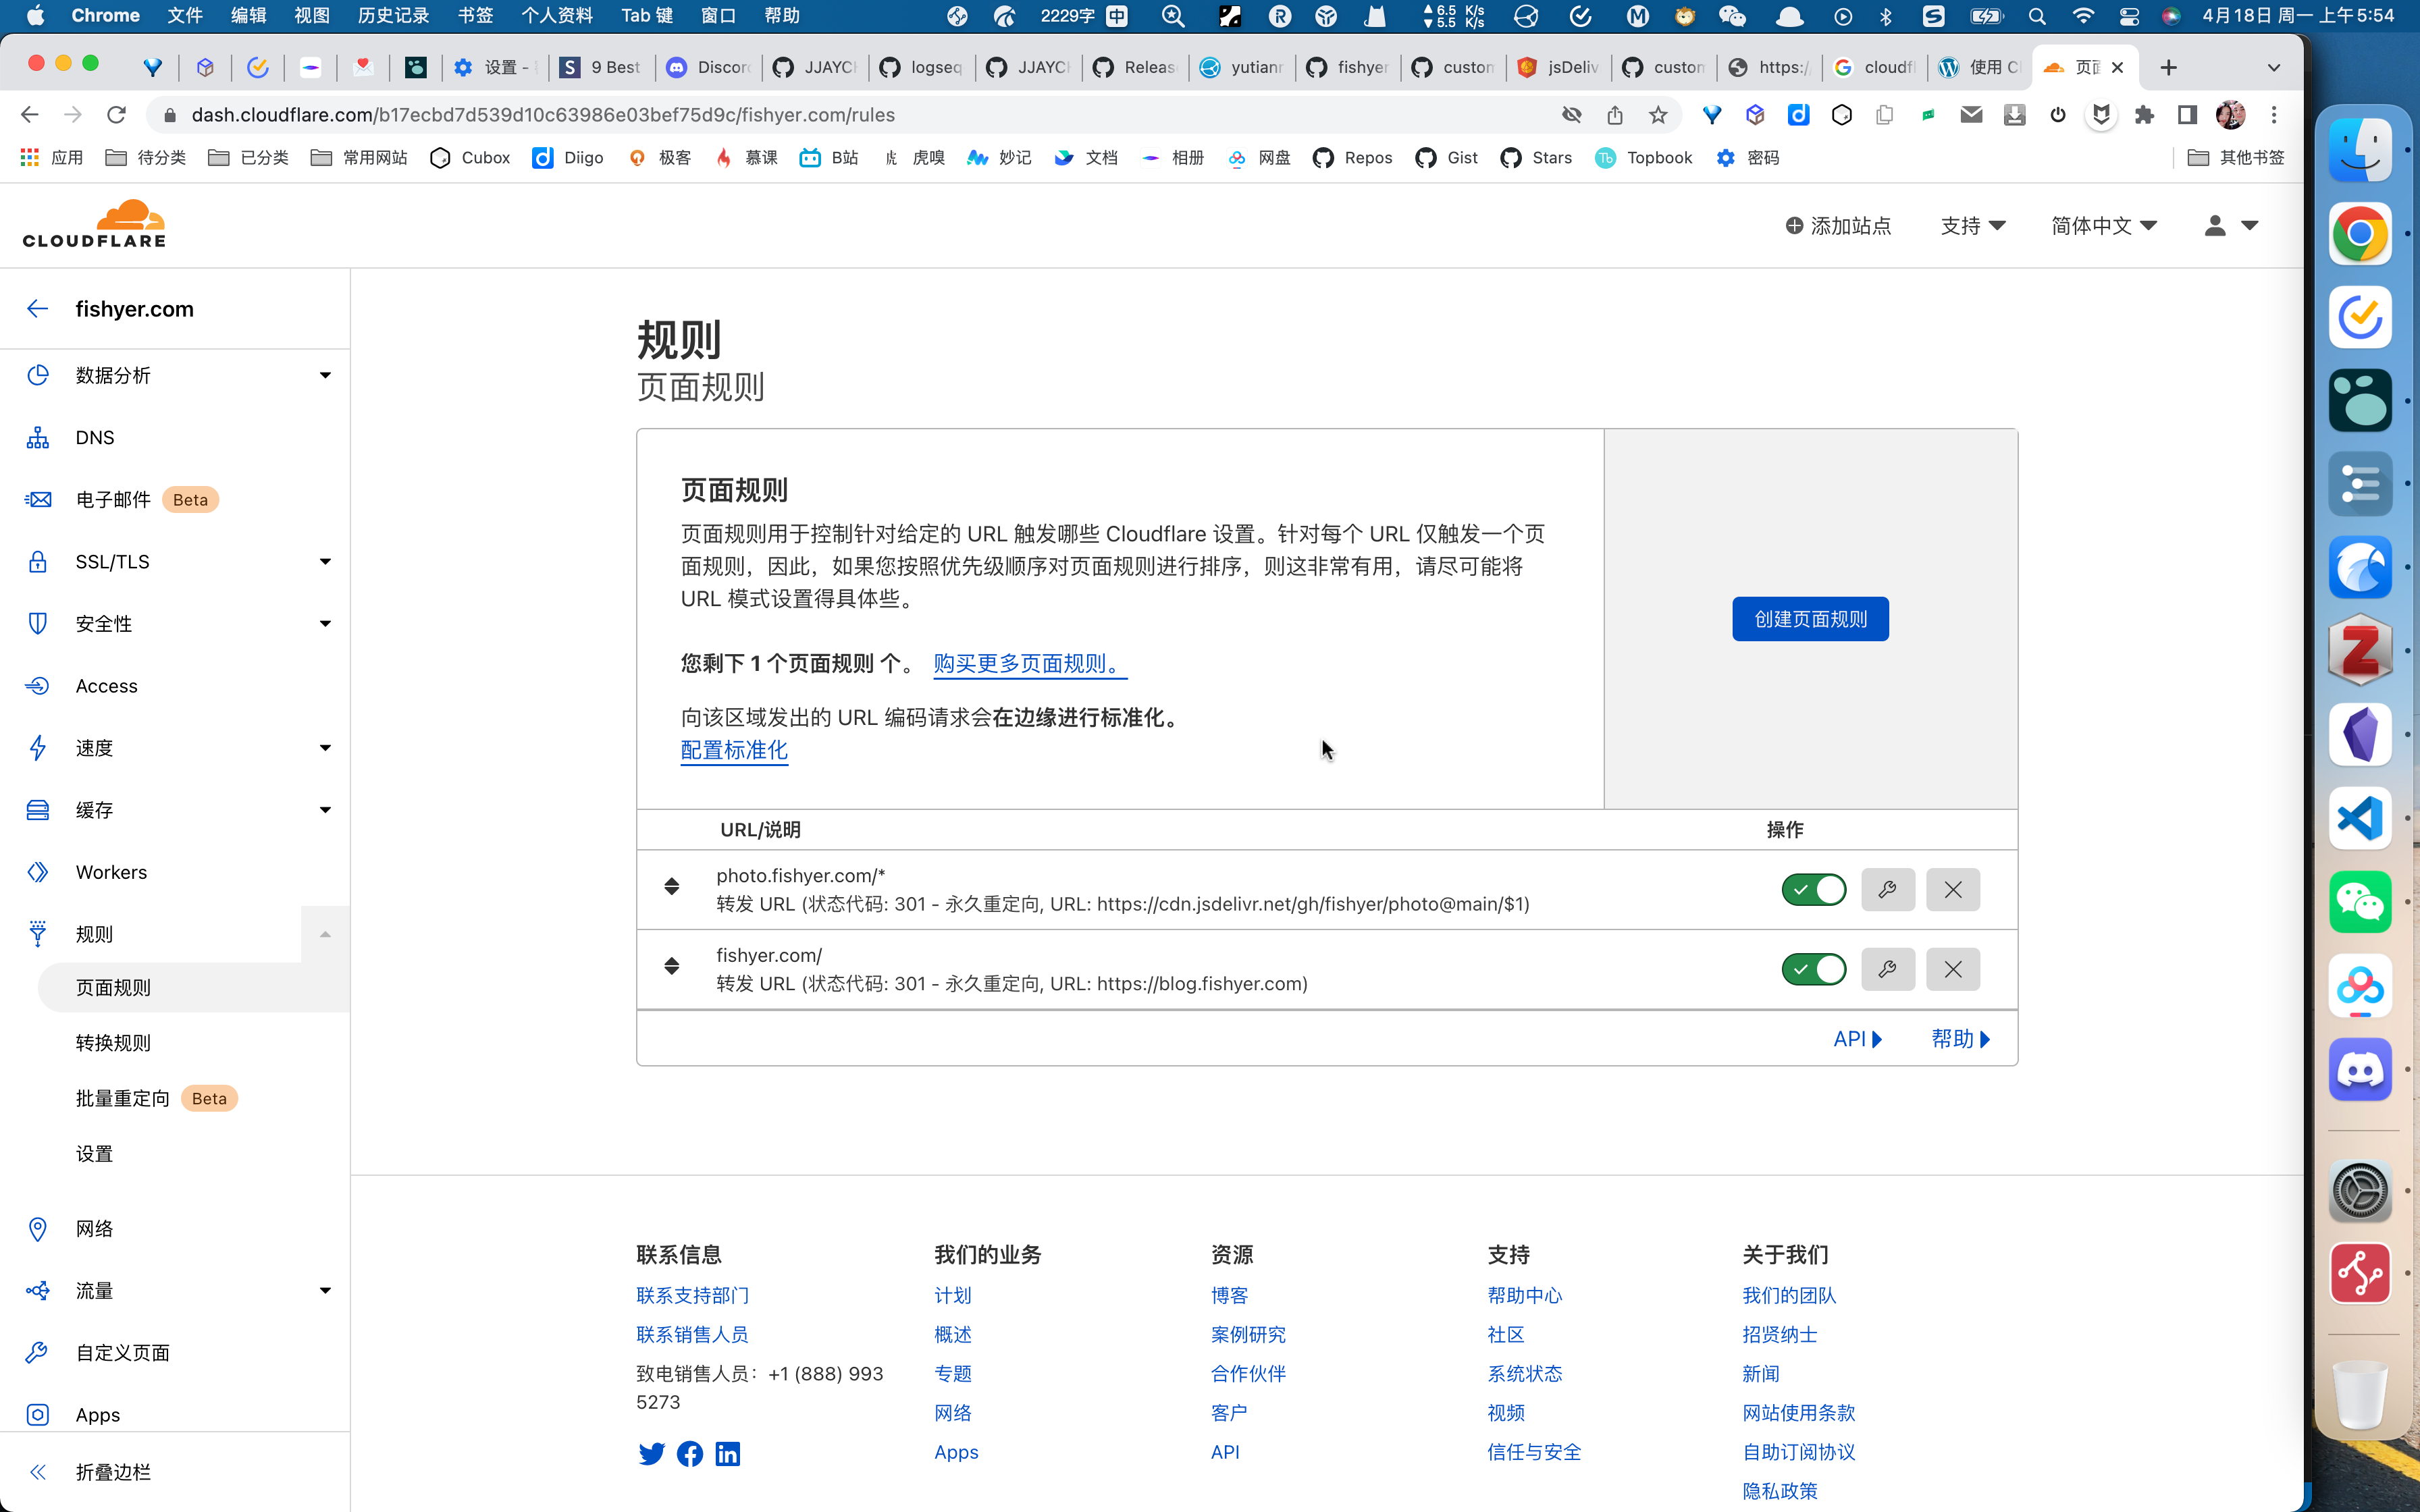 Chrome 文件 编辑 视图 历史记录 书签 个人资料 Tab 键 窗口 帮助 2229字 中 6.5 K/s 5.5 K/s 4月18日 周一 上午5:54
设置 - 9 Best Discor JJAYCH logseq JJAYCH Releas yutianr fishyer custon jsDeliv custon https:/ cloudfl 使用 C 页面
dash.cloudflare.com/b17ecbd7d539d10c63986e03bef75d9c/fishyer.com/rules
应用 待分类 已分类 常用网站 Cubox Diigo 极客 慕课 B站 虎嗅 妙记 文档 相册 网盘 Repos Gist Stars Topbook 密码 其他书签
CLOUDFLARE
添加站点 支持 简体中文
fishyer.com
数据分析
DNS
电子邮件 Beta
SSL/TLS
安全性
Access
速度
缓存
Workers
规则
页面规则
转换规则
批量重定向 Beta
设置
网络
流量
自定义页面
Apps
折叠边栏
规则
页面规则
页面规则
页面规则用于控制针对给定的 URL 触发哪些 Cloudflare 设置。针对每个 URL 仅触发一个页
面规则，因此，如果您按照优先级顺序对页面规则进行排序，则这非常有用，请尽可能将
URL 模式设置得具体些。
您剩下 1 个页面规则 个。 购买更多页面规则。
向该区域发出的 URL 编码请求会在边缘进行标准化。
配置标准化
创建页面规则
URL/说明 操作
photo.fishyer.com/*
转发 URL (状态代码: 301 - 永久重定向, URL: https://cdn.jsdelivr.net/gh/fishyer/photo@main/$1)
fishyer.com/
转发 URL (状态代码: 301 - 永久重定向, URL: https://blog.fishyer.com)
API 帮助
联系信息
联系支持部门
联系销售人员
致电销售人员：+1 (888) 993
5273
我们的业务
计划
概述
专题
网络
Apps
资源
博客
案例研究
合作伙伴
客户
API
支持
帮助中心
社区
系统状态
视频
信任与安全
关于我们
我们的团队
招贤纳士
新闻
网站使用条款
自助订阅协议
隐私政策